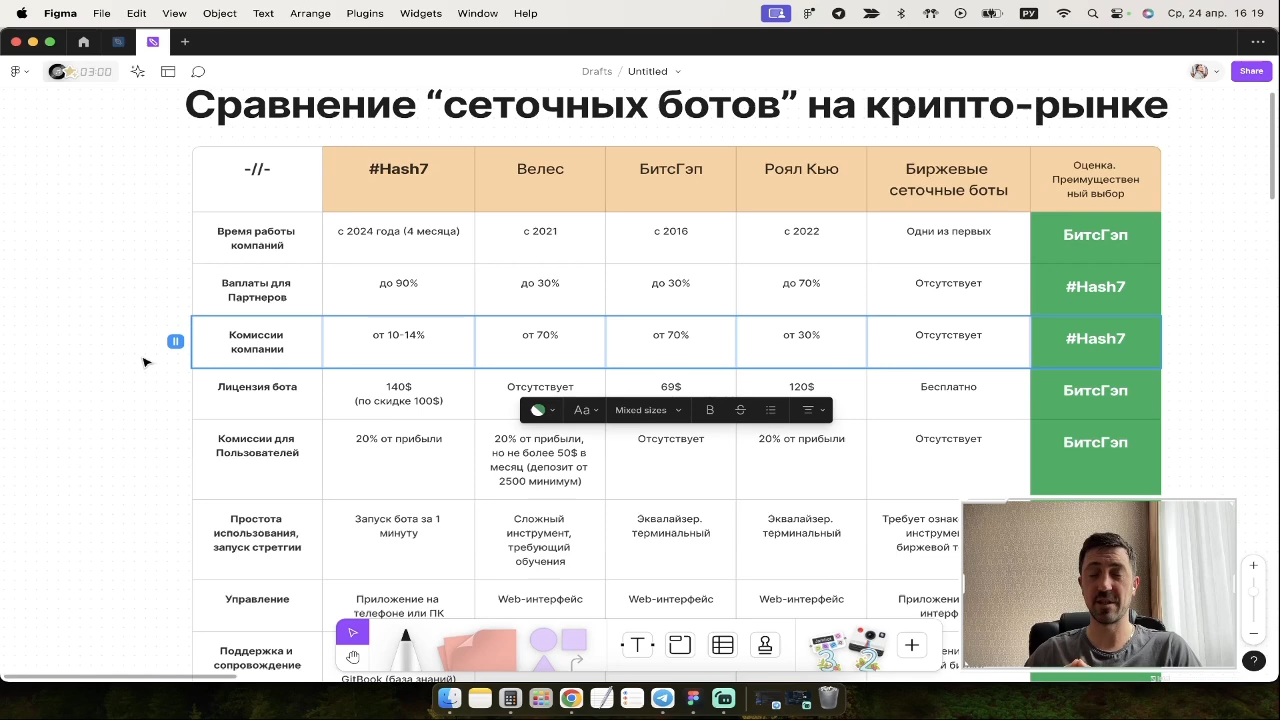 Figma File Edit View Object Text Arrange Plugins Widgets Window Help РУ Ср, 24 апр. 16 19
03:00 Drafts / Untitled Share
Сравнение “сеточных ботов” на крипто-рынке
-//- #Hash7 Велес БитсГэп Роял Кью Биржевые сеточные боты Оценка. Преимуществен ный выбор
Время работы компаний с 2024 года (4 месяца) с 2021 с 2016 с 2022 Одни из первых БитсГэп
Ваплаты для Партнеров до 90% до 30% до 30% до 70% Отсутствует #Hash7
Комиссии компании от 10-14% от 70% от 70% от 30% Отсутствует #Hash7
Лицензия бота 140$ (по скидке 100$) Отсутствует 69$ 120$ Бесплатно БитсГэп
Aa Mixed sizes B S
Комиссии для Пользователей 20% от прибыли 20% от прибыли, но не более 50$ в месяц (депозит от 2500 минимум) Отсутствует 20% от прибыли Отсутствует БитсГэп
Простота использования, запуск стретгии Запуск бота за 1 минуту Сложный инструмент, требующий обучения Эквалайзер. терминальный Эквалайзер. терминальный Требует ознак инструмен биржевой т
Управление Приложение на телефоне или ПК Web-интерфейс Web-интерфейс Web-интерфейс Приложени интерф
Поддержка и сопровождение
GitBook (база знаний)
T
?